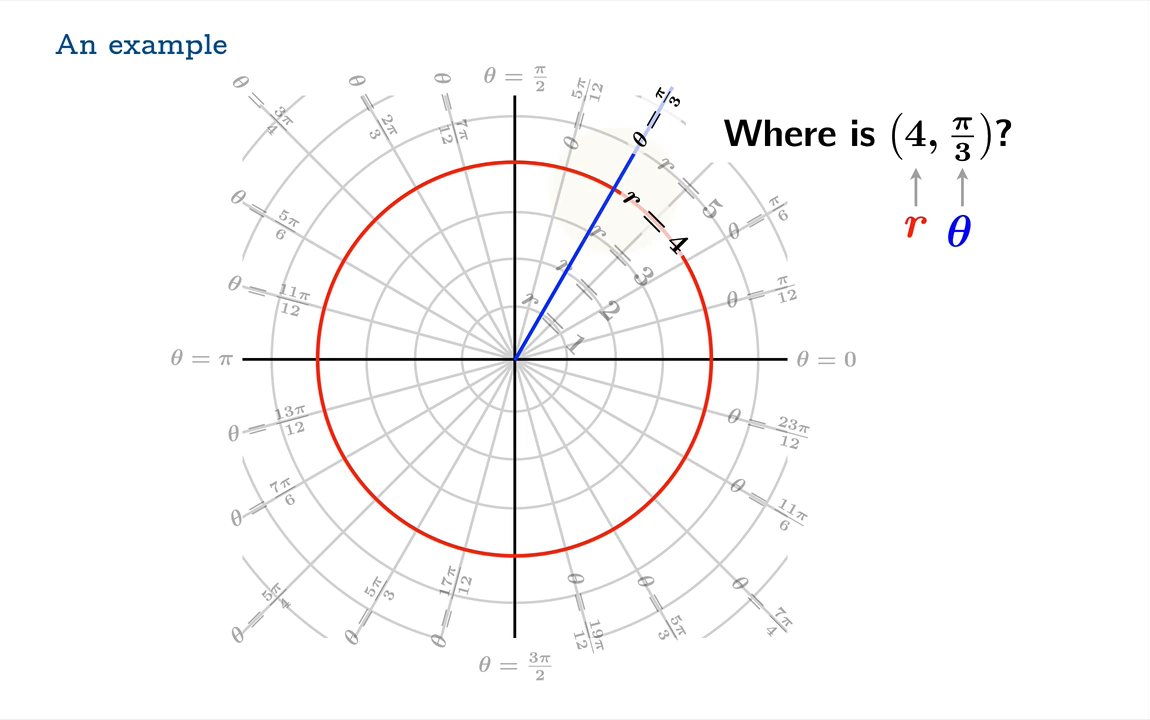 An example
Where is (4, π/3)?
r θ
θ = π/2
θ = 5π/12
θ = π/3
θ = 7π/12
θ = 2π/3
θ = 3π/4
r = 5
r = 4
r = 3
r = 2
r = 1
θ = π/6
θ = 5π/6
θ = π/12
θ = 11π/12
θ = π
θ = 0
θ = 13π/12
θ = 23π/12
θ = 7π/6
θ = 11π/6
θ = 5π/4
θ = 5π/3
θ = 17π/12
θ = 19π/12
θ = 5π/3
θ = 7π/4
θ = 3π/2